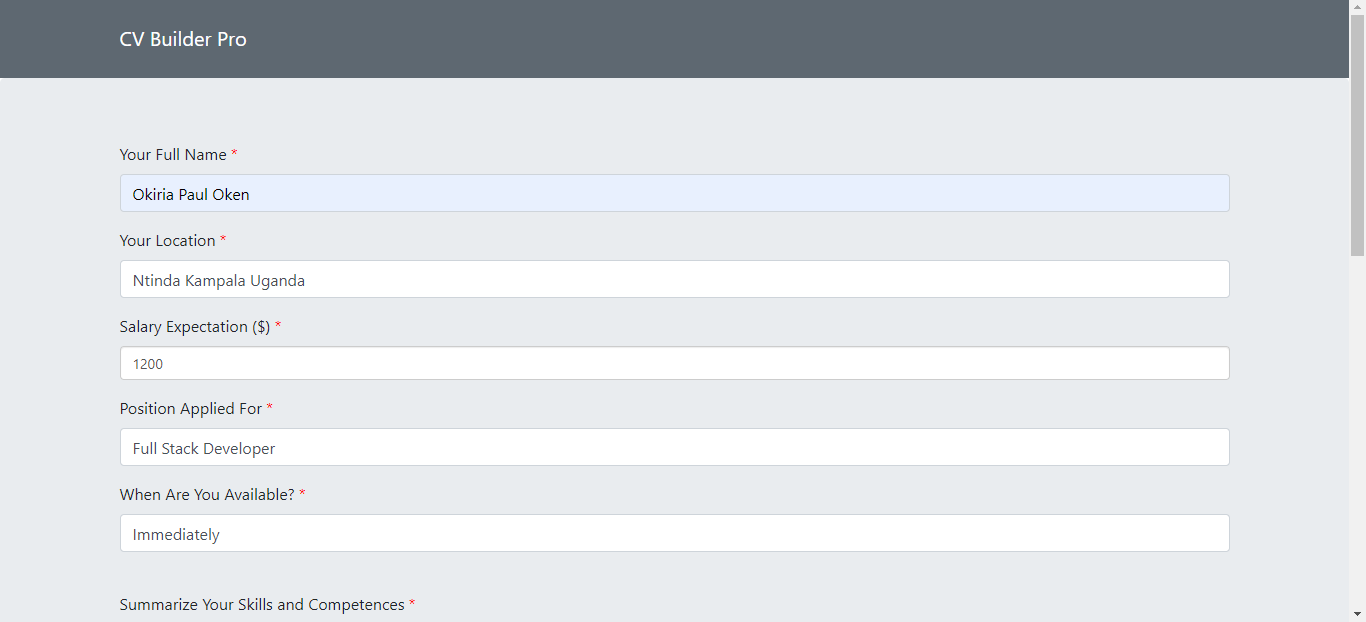 CV Builder Pro
Your Full Name *
Okiria Paul Oken
Your Location *
Ntinda Kampala Uganda
Salary Expectation ($) *
1200
Position Applied For *
Full Stack Developer
When Are You Available? *
Immediately
Summarize Your Skills and Competences *